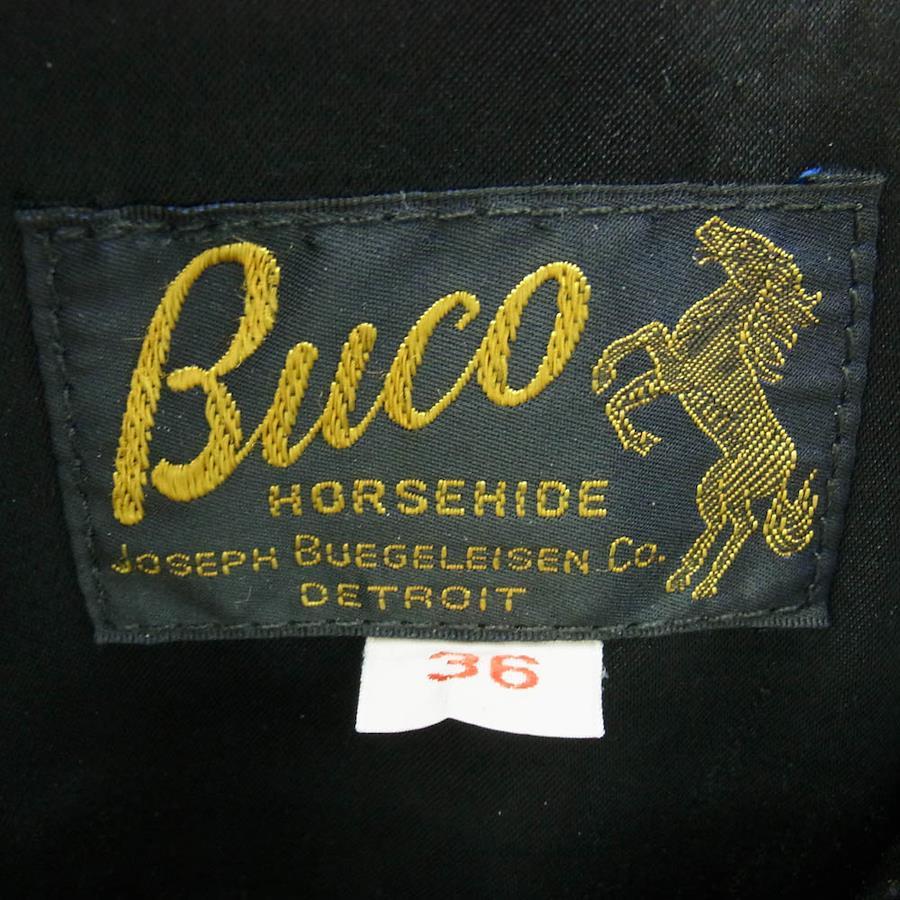 Buco
HORSEHIDE
JOSEPH BUEGELEISEN CO.
DETROIT
36